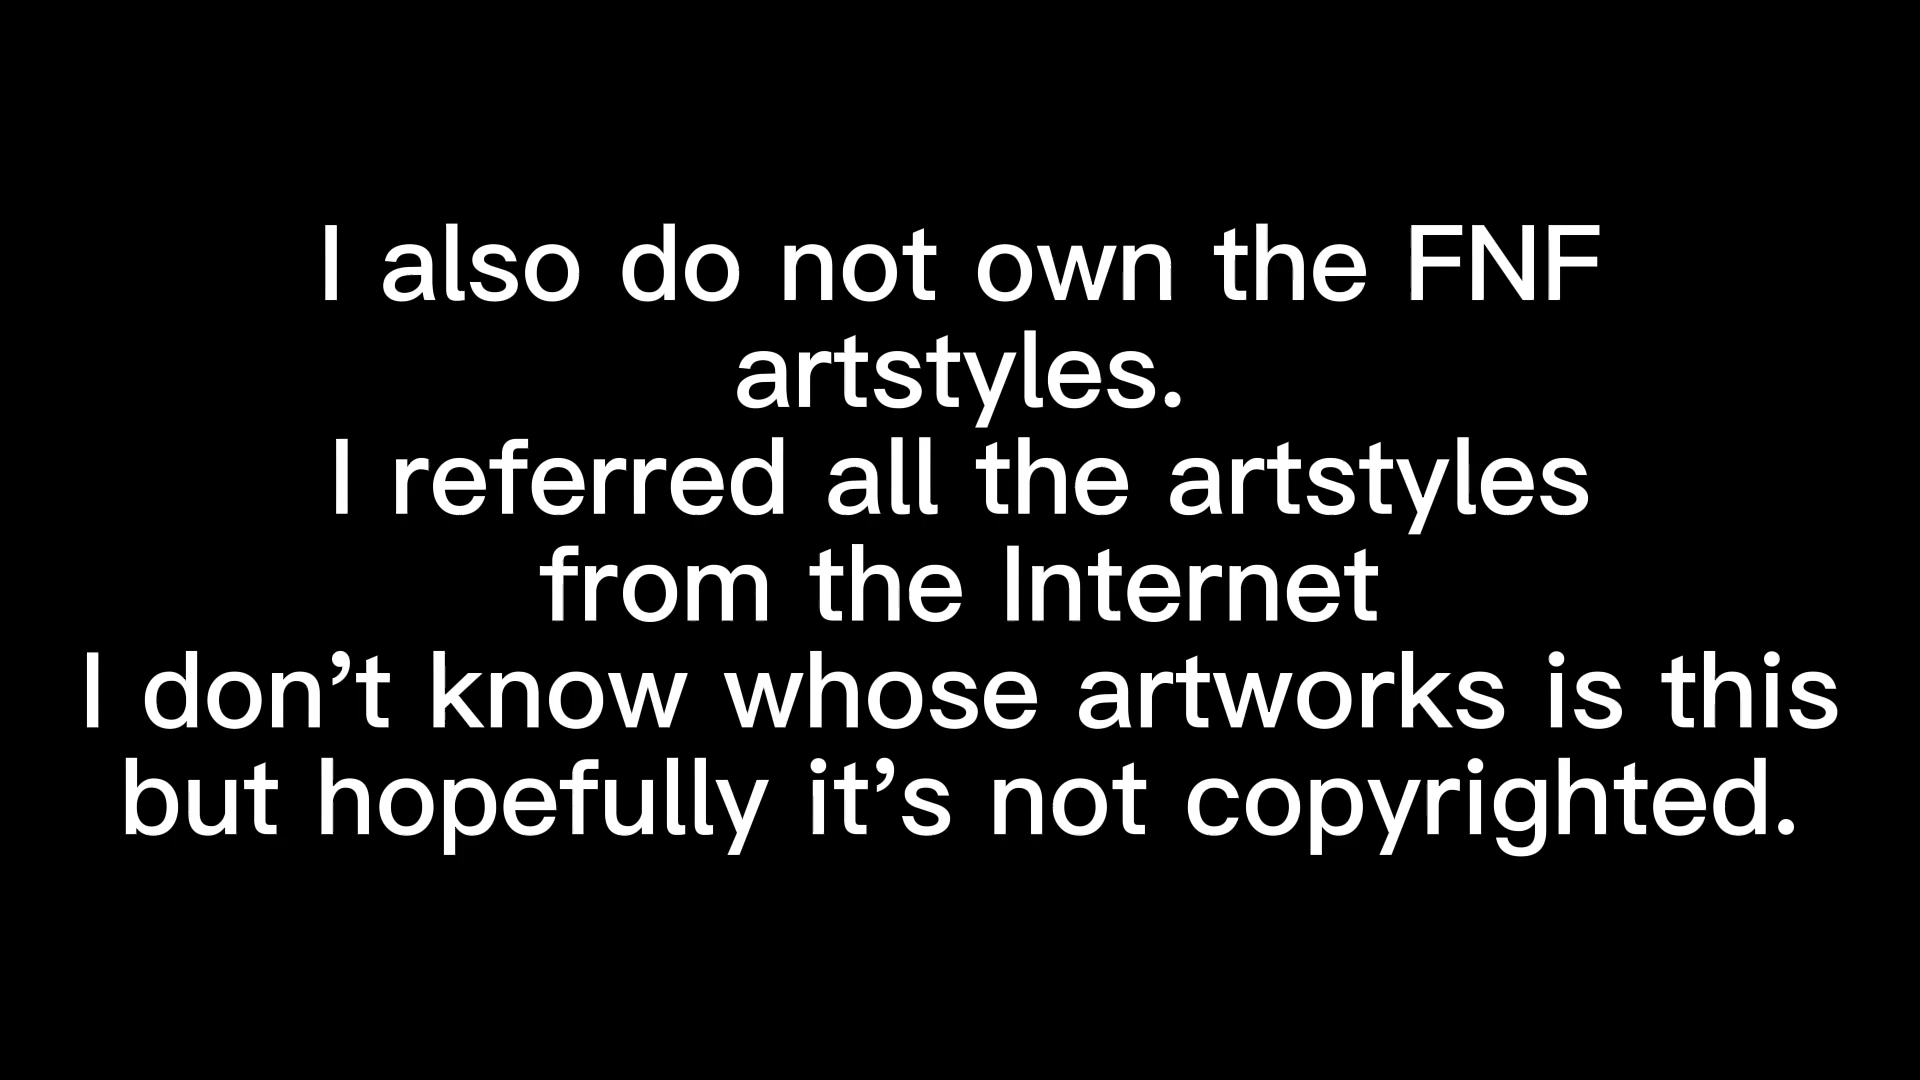 I also do not own the FNF
artstyles.
I referred all the artstyles
from the Internet
I don’t know whose artworks is this
but hopefully it’s not copyrighted.